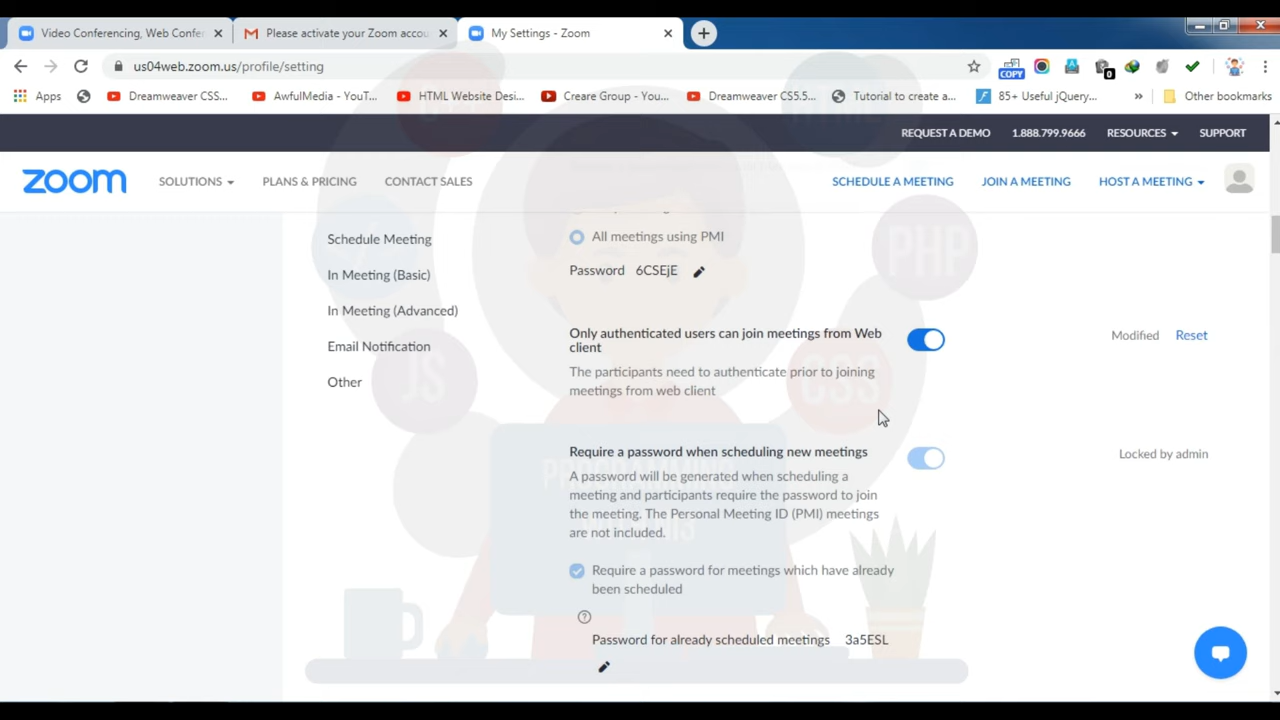 Video Conferencing, Web Confe
Please activate your Zoom accou
My Settings - Zoom
us04web.zoom.us/profile/setting
COPY
0
Apps
Dreamweaver CSS...
AwfulMedia - YouT...
HTML Website Desi...
Creare Group - You...
Dreamweaver CS5.5...
Tutorial to create a...
85+ Useful jQuery...
Other bookmarks
REQUEST A DEMO
1.888.799.9666
RESOURCES
SUPPORT
zoom
SOLUTIONS
PLANS & PRICING
CONTACT SALES
SCHEDULE A MEETING
JOIN A MEETING
HOST A MEETING
Schedule Meeting
In Meeting (Basic)
In Meeting (Advanced)
Email Notification
Other
All meetings using PMI
Password 6CSEjE
Only authenticated users can join meetings from Web
client
Modified
Reset
The participants need to authenticate prior to joining
meetings from web client
Require a password when scheduling new meetings
Locked by admin
A password will be generated when scheduling a
meeting and participants require the password to join
the meeting. The Personal Meeting ID (PMI) meetings
are not included.
Require a password for meetings which have already
been scheduled
Password for already scheduled meetings 3a5ESL
PHP
JS
CSS